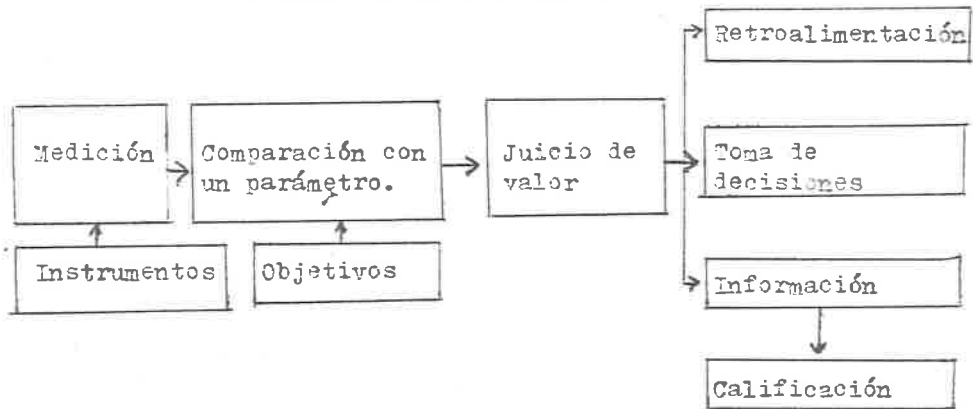 Retroalimentación
Medición
Comparación con
un parámetro.
Juicio de
valor
Toma de
decisiones
Instrumentos
Objetivos
Información
Calificación